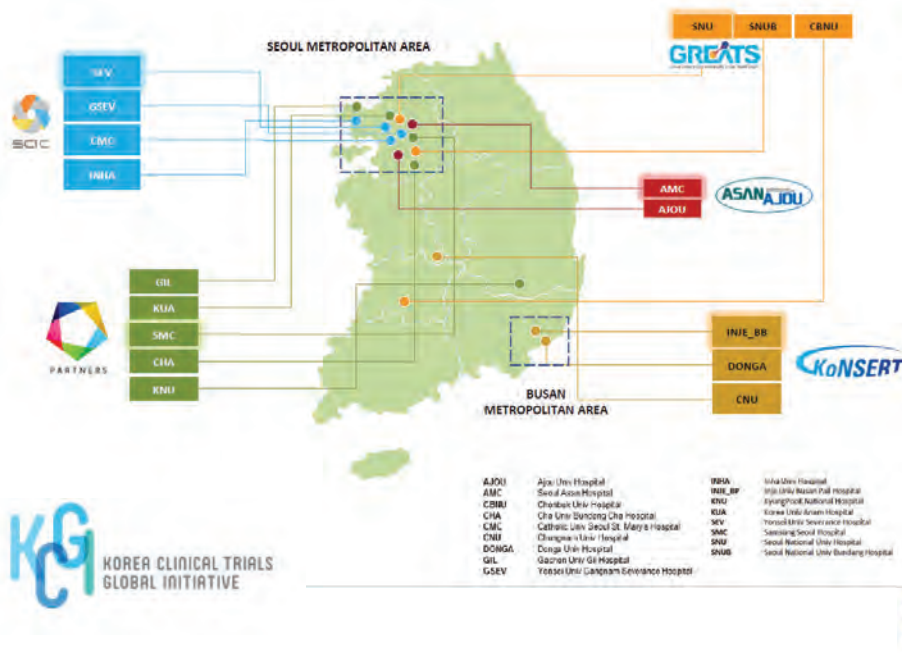 SNU
SNUB
CBNU
GREATS
SEOUL METROPOLITAN AREA
SEV
GSEV
CMC
INHA
SCIC
AMC
AJOU
ASAN AJOU
GIL
KUA
SMC
CHA
KNU
PARTNERS
INJE_BB
DONGA
CNU
KoNSERT
BUSAN
METROPOLITAN AREA
AJOU Ajou Univ Hospital
AMC Seoul Asan Hospital
CBNU Chonbuk Univ Hospital
CHA Cha Univ Bundang Cha Hospital
CMC Catholic Univ Seoul St. Mary's Hospital
CNU Univ Hospital
DONGA Donga Univ Hospital
GIL Gachon Univ Gil Hospital
GSEV Yonsei Univ Gangnam Severance Hospital
INHA Inha Univ Hospital
Inje Univ Busan Paik Hospital
KNU KyungPook National Hospital
KUA Korea Univ Anam Hospital
SEV Yonsei Univ Severance Hospital
SMC Samsung Seoul Hospital
SNU Seoul National Univ Hospital
SNUB Seoul National Univ Bundang Hospital
KCGI
KOREA CLINICAL TRIALS
GLOBAL INITIATIVE